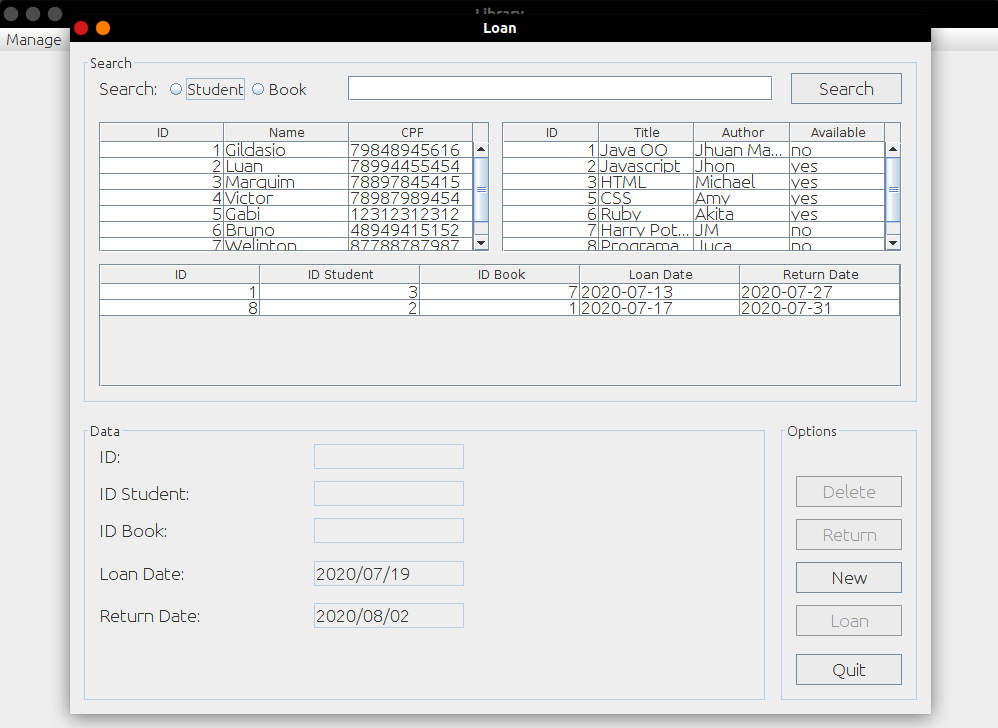 Library
Loan
Manage
Search
Search: Student Book Search
ID Name CPF
1 Gildasio 79848945616
2 Luan 78994455454
3 Marquim 78897845415
4 Victor 78987989454
5 Gabi 12312312312
6 Bruno 48949415152
7 Welinton 87788787987
ID Title Author Available
1 Java OO Jhuan Ma... no
2 Javascript Jhon yes
3 HTML Michael yes
5 CSS Amy yes
6 Ruby Akita yes
7 Harry Pot... JM no
8 Programa Juca no
ID ID Student ID Book Loan Date Return Date
1 3 7 2020-07-13 2020-07-27
8 2 1 2020-07-17 2020-07-31
Data
ID:
ID Student:
ID Book:
Loan Date: 2020/07/19
Return Date: 2020/08/02
Options
Delete
Return
New
Loan
Quit